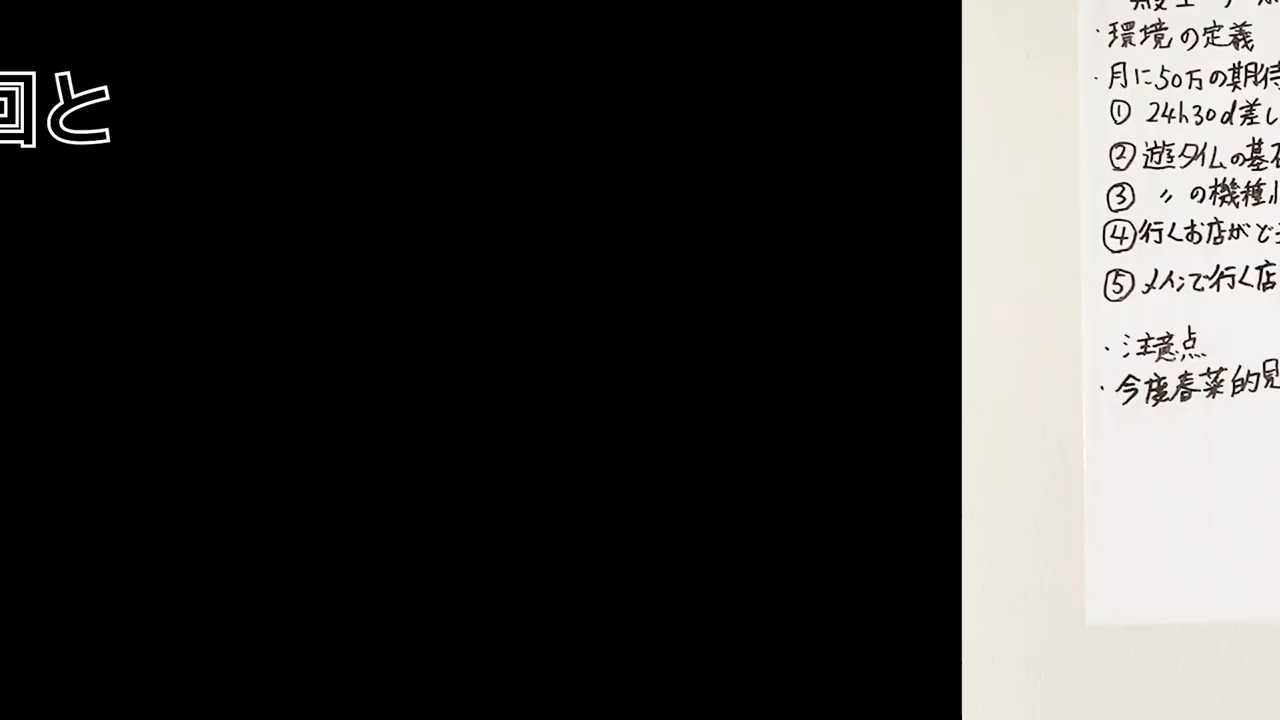 回と
・環境の定義
・月に50万の期待
① 24h30d差し
② 遊タイムの基
③ 〃 の機種
④ 行くお店がど
⑤ メインで行く店
・注意点
・今度春菜的見